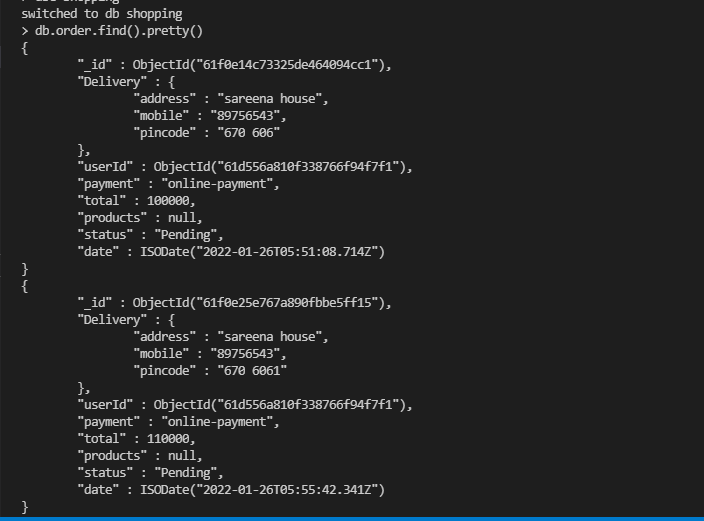 switched to db shopping
> db.order.find().pretty()
{
"_id" : ObjectId("61f0e14c73325de464094cc1"),
"Delivery" : {
"address" : "sareena house",
"mobile" : "89756543",
"pincode" : "670 606"
},
"userId" : ObjectId("61d556a810f338766f94f7f1"),
"payment" : "online-payment",
"total" : 100000,
"products" : null,
"status" : "Pending",
"date" : ISODate("2022-01-26T05:51:08.714Z")
}
{
"_id" : ObjectId("61f0e25e767a890fbbe5ff15"),
"Delivery" : {
"address" : "sareena house",
"mobile" : "89756543",
"pincode" : "670 6061"
},
"userId" : ObjectId("61d556a810f338766f94f7f1"),
"payment" : "online-payment",
"total" : 110000,
"products" : null,
"status" : "Pending",
"date" : ISODate("2022-01-26T05:55:42.341Z")
}